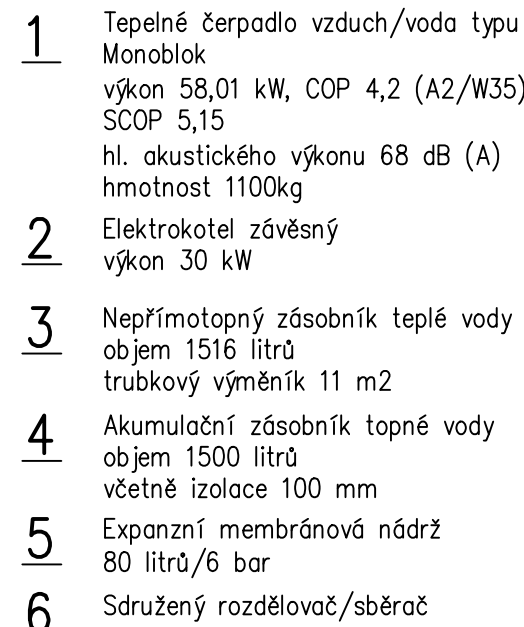 1 Tepelné čerpadlo vzduch/voda typu
Monoblok
výkon 58,01 kW, COP 4,2 (A2/W35)
SCOP 5,15
hl. akustického výkonu 68 dB (A)
hmotnost 1100kg
2 Elektrokotel závěsný
výkon 30 kW
3 Nepřímotopný zásobník teplé vody
objem 1516 litrů
trubkový výměník 11 m2
4 Akumulační zásobník topné vody
objem 1500 litrů
včetně izolace 100 mm
5 Expanzní membránová nádrž
80 litrů/6 bar
6 Sdružený rozdělovač/sběrač